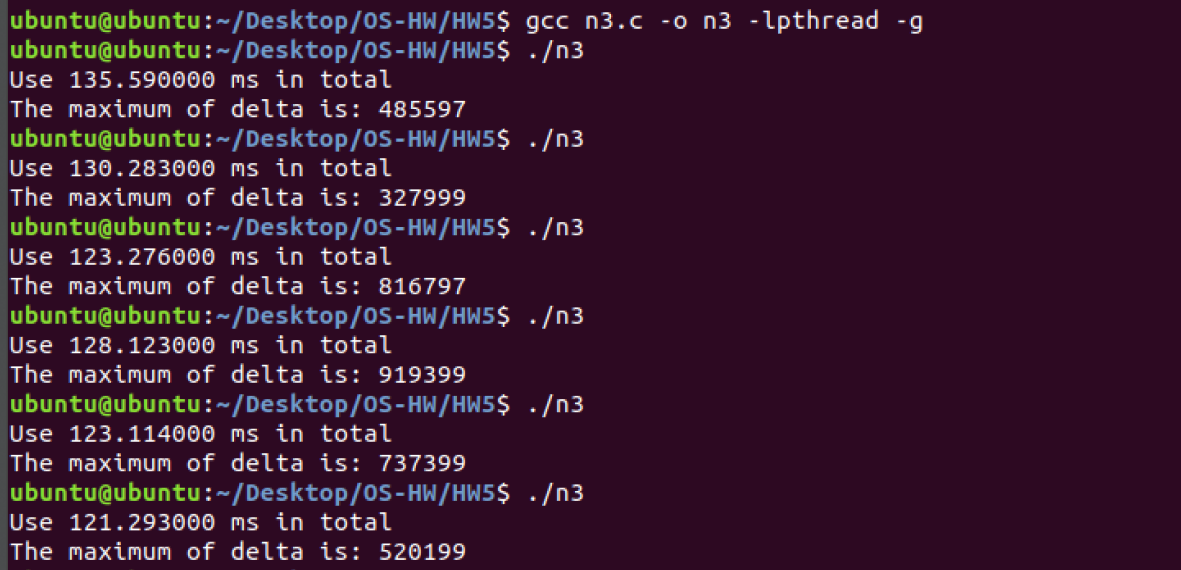 ubuntu@ubuntu:~/Desktop/OS-HW/HW5$ gcc n3.c -o n3 -lpthread -g
ubuntu@ubuntu:~/Desktop/OS-HW/HW5$ ./n3
Use 135.590000 ms in total
The maximum of delta is: 485597
ubuntu@ubuntu:~/Desktop/OS-HW/HW5$ ./n3
Use 130.283000 ms in total
The maximum of delta is: 327999
ubuntu@ubuntu:~/Desktop/OS-HW/HW5$ ./n3
Use 123.276000 ms in total
The maximum of delta is: 816797
ubuntu@ubuntu:~/Desktop/OS-HW/HW5$ ./n3
Use 128.123000 ms in total
The maximum of delta is: 919399
ubuntu@ubuntu:~/Desktop/OS-HW/HW5$ ./n3
Use 123.114000 ms in total
The maximum of delta is: 737399
ubuntu@ubuntu:~/Desktop/OS-HW/HW5$ ./n3
Use 121.293000 ms in total
The maximum of delta is: 520199